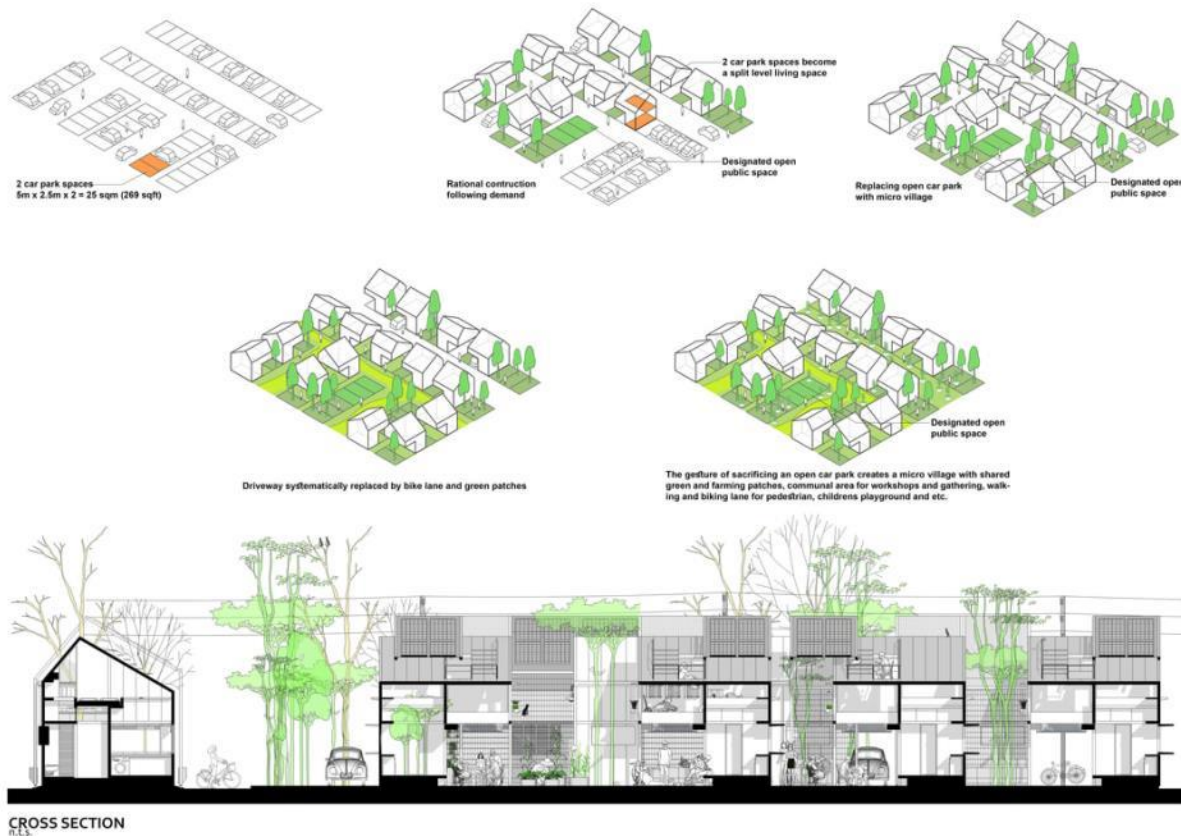 2 car park spaces
5m x 2.5m x 2 = 25 sqm (269 sqft)
2 car park spaces become
a split level living space
Designated open
public space
Rational contruction
following demand
Replacing open car park
with micro village
Designated open
public space
Driveway systematically replaced by bike lane and green patches
Designated open
public space
The gesture of sacrificing an open car park creates a micro village with shared
green and farming patches, communal area for workshops and gathering, walk-
ing and biking lane for pedestrian, childrens playground and etc.
CROSS SECTION
n.t.s.